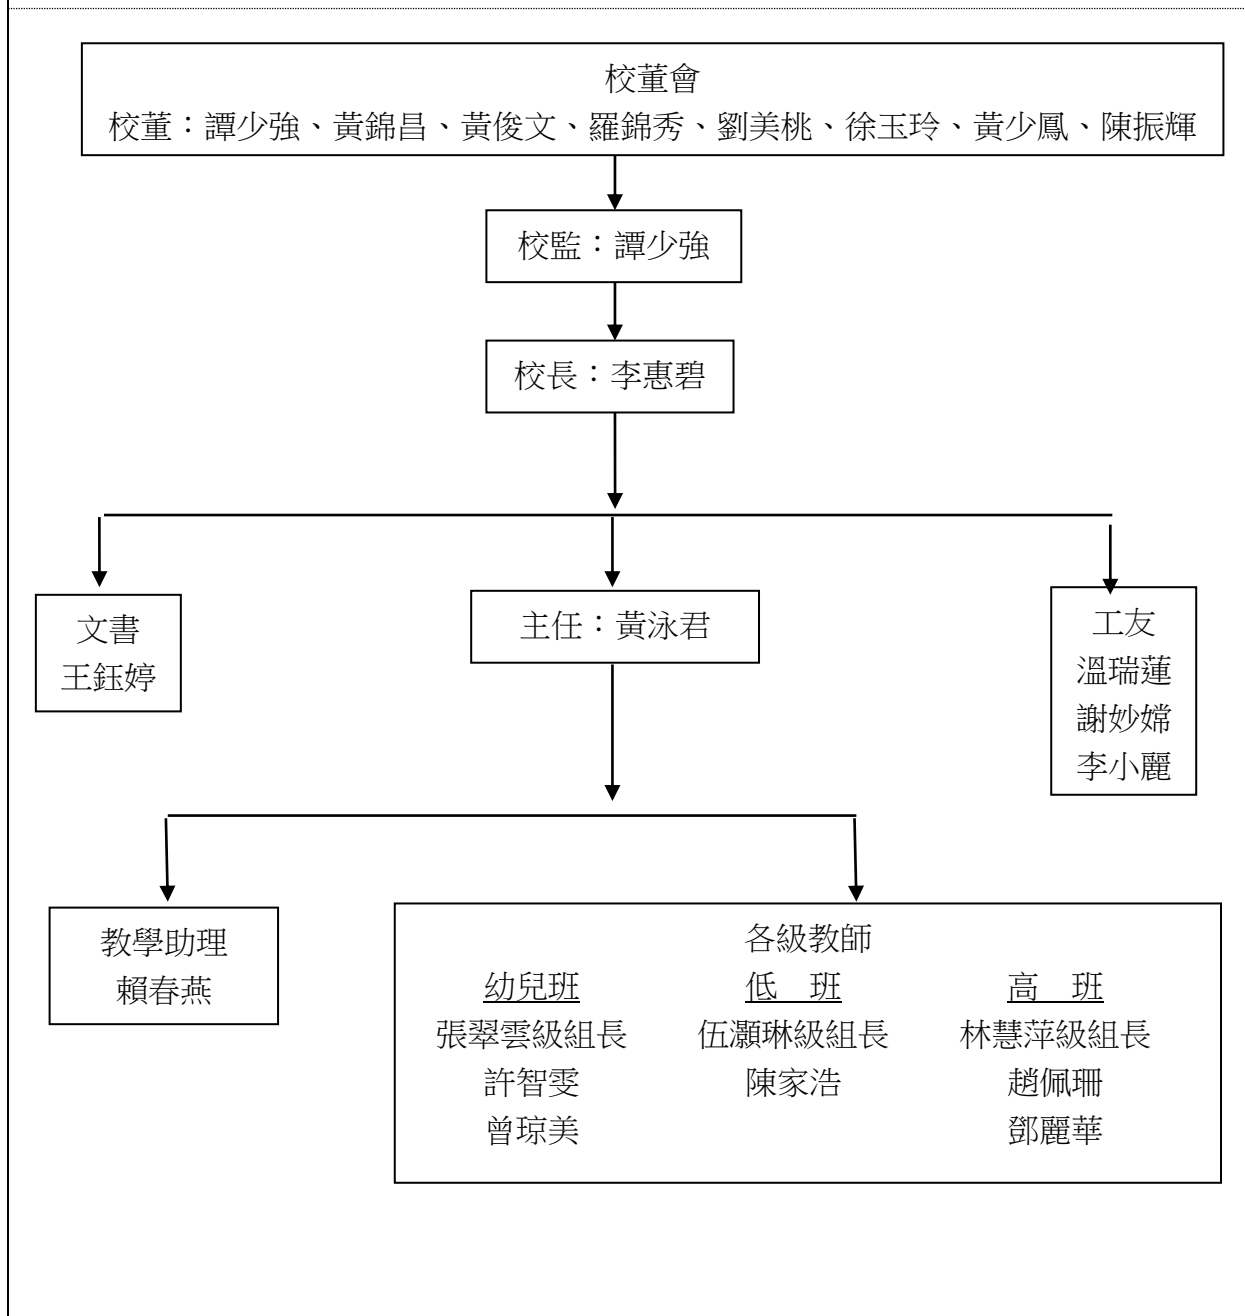 校董會
校董：譚少強、黃錦昌、黃俊文、羅錦秀、劉美桃、徐玉玲、黃少鳳、陳振輝
校監：譚少強
校長：李惠碧
文書
王鈺婷
主任：黃泳君
工友
溫瑞蓮
謝妙嫦
李小麗
教學助理
賴春燕
各級教師
幼兒班 低　班 高　班
張翠雲級組長 伍灝琳級組長 林慧萍級組長
許智雯 陳家浩 趙佩珊
曾琼美 鄧麗華